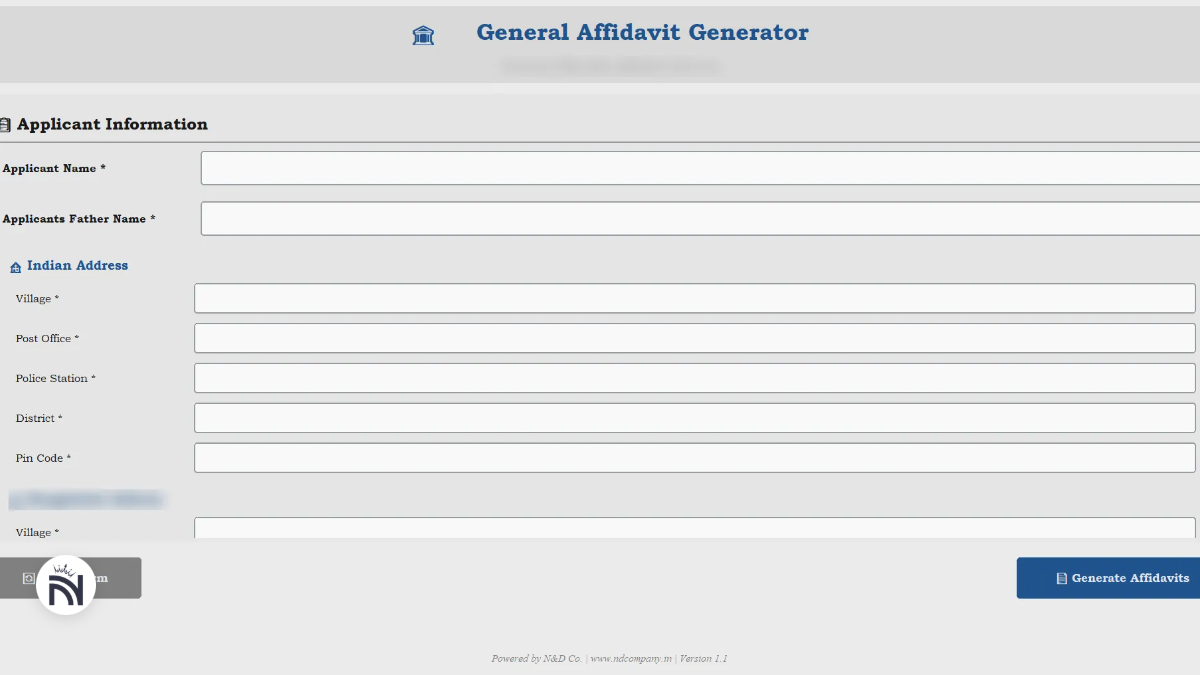 General Affidavit Generator
Applicant Information
Applicant Name *
Applicants Father Name *
Indian Address
Village *
Post Office *
Police Station *
District *
Pin Code *
Village *
Generate Affidavits
Powered by N&D Co. | www.ndcompany.in | Version 1.1